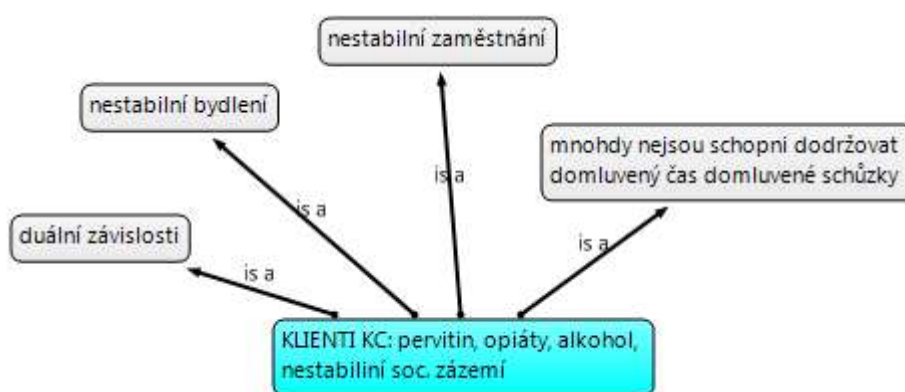 nestabilní zaměstnání
nestabilní bydlení
mnohdy nejsou schopní dodržovat
domluvený čas domluvené schůzky
is a
is a
duální závislosti
is a
is a
KLIENTI KC: pervitin, opiáty, alkohol,
nestabiliní soc. zázemí